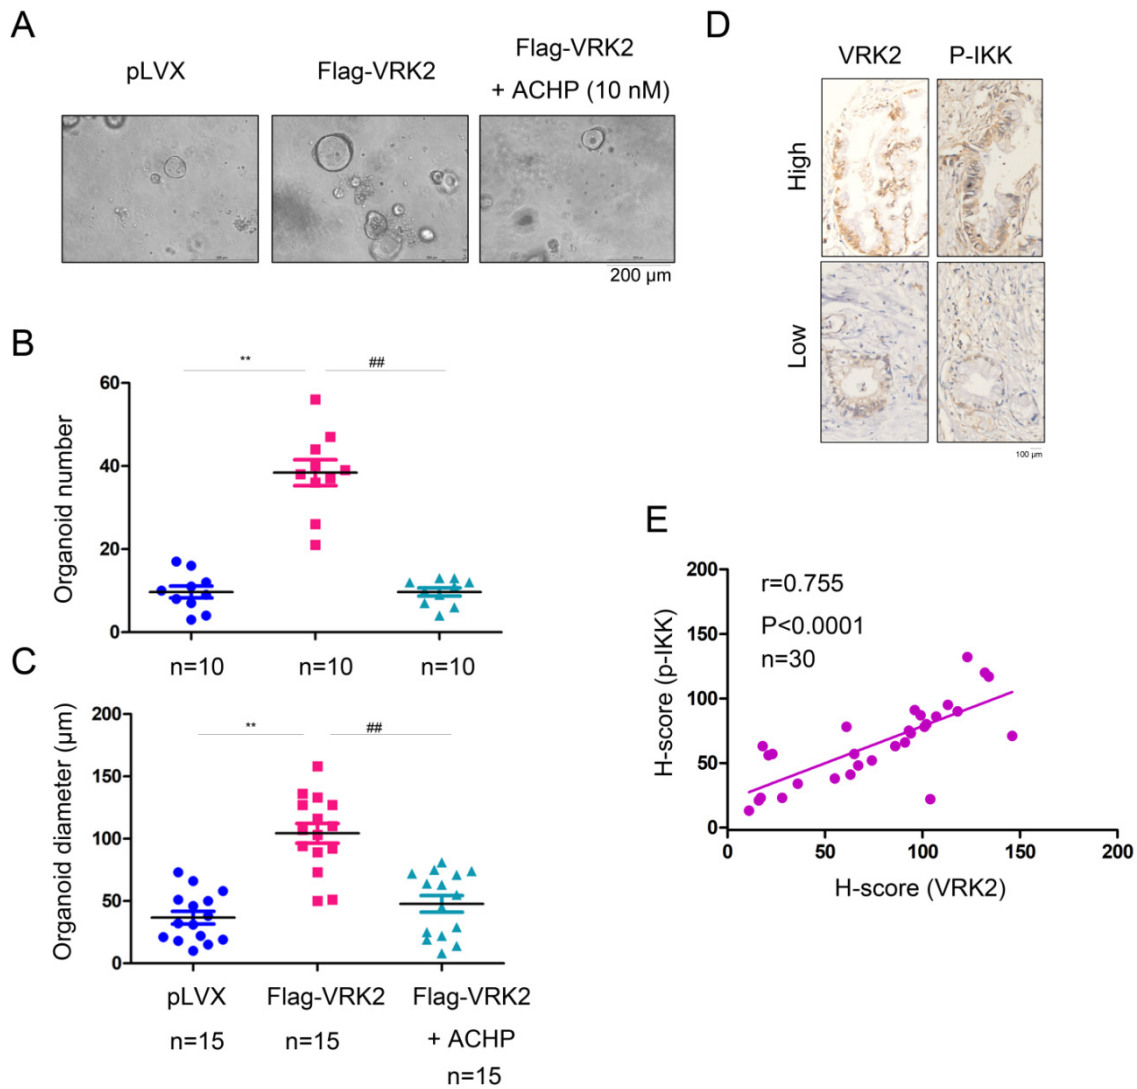 A
pLVX
Flag-VRK2
Flag-VRK2
+ ACHP (10 nM)
200 µm
B
Organoid number
60
40
20
0
**
##
n=10
n=10
n=10
C
Organoid diameter (µm)
200
150
100
50
0
**
##
pLVX
Flag-VRK2
Flag-VRK2
n=15
n=15
+ ACHP
n=15
D
VRK2
P-IKK
High
Low
100 µm
E
H-score (p-IKK)
200
150
100
50
0
r=0.755
P<0.0001
n=30
0
50
100
150
200
H-score (VRK2)